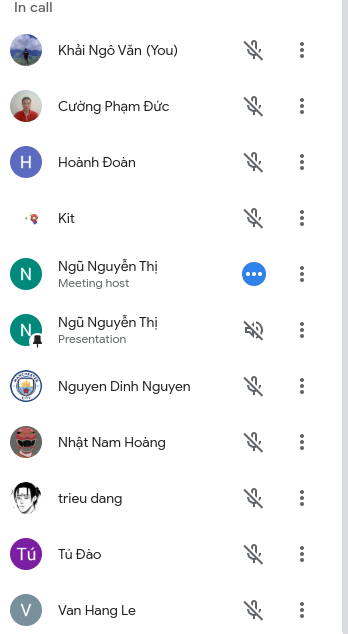 In call
Khải Ngô Văn (You)
Cường Phạm Đức
H
Hoành Đoàn
Kit
N
Ngũ Nguyễn Thị
Meeting host
N
Ngũ Nguyễn Thị
Presentation
Nguyen Dinh Nguyen
Nhật Nam Hoàng
trieu dang
Tú
Tú Đào
V
Van Hang Le